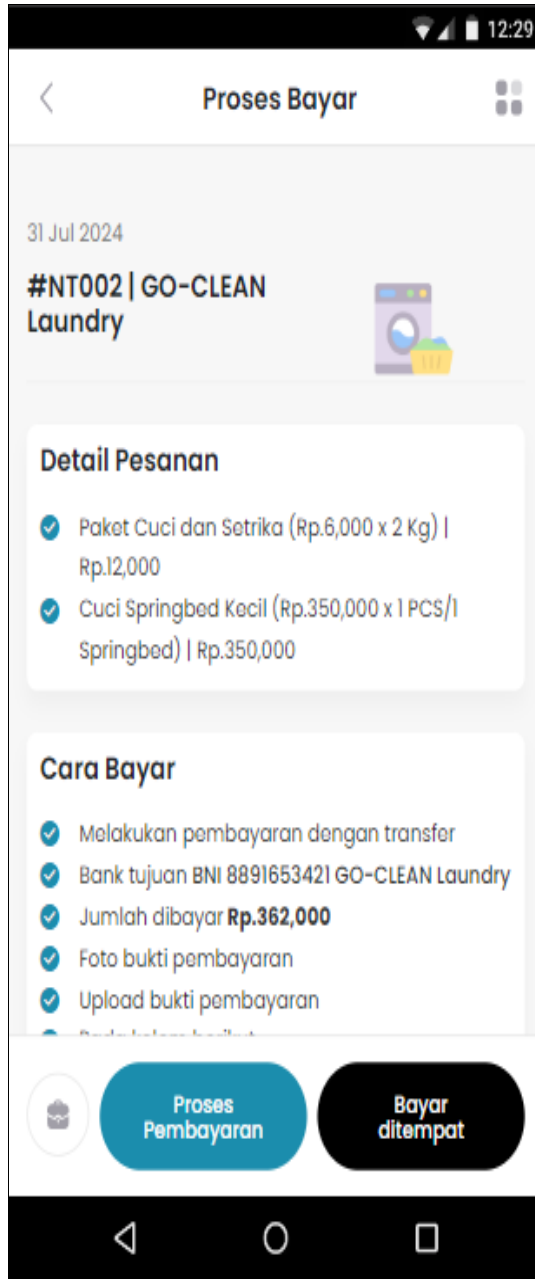 12:29
Proses Bayar
31 Jul 2024
#NT002 | GO-CLEAN
Laundry
Detail Pesanan
Paket Cuci dan Setrika (Rp.6,000 x 2 Kg) |
Rp.12,000
Cuci Springbed Kecil (Rp.350,000 x 1 PCS/1
Springbed) | Rp.350,000
Cara Bayar
Melakukan pembayaran dengan transfer
Bank tujuan BNI 8891653421 GO-CLEAN Laundry
Jumlah dibayar Rp.362,000
Foto bukti pembayaran
Upload bukti pembayaran
Proses
Pembayaran
Bayar
ditempat